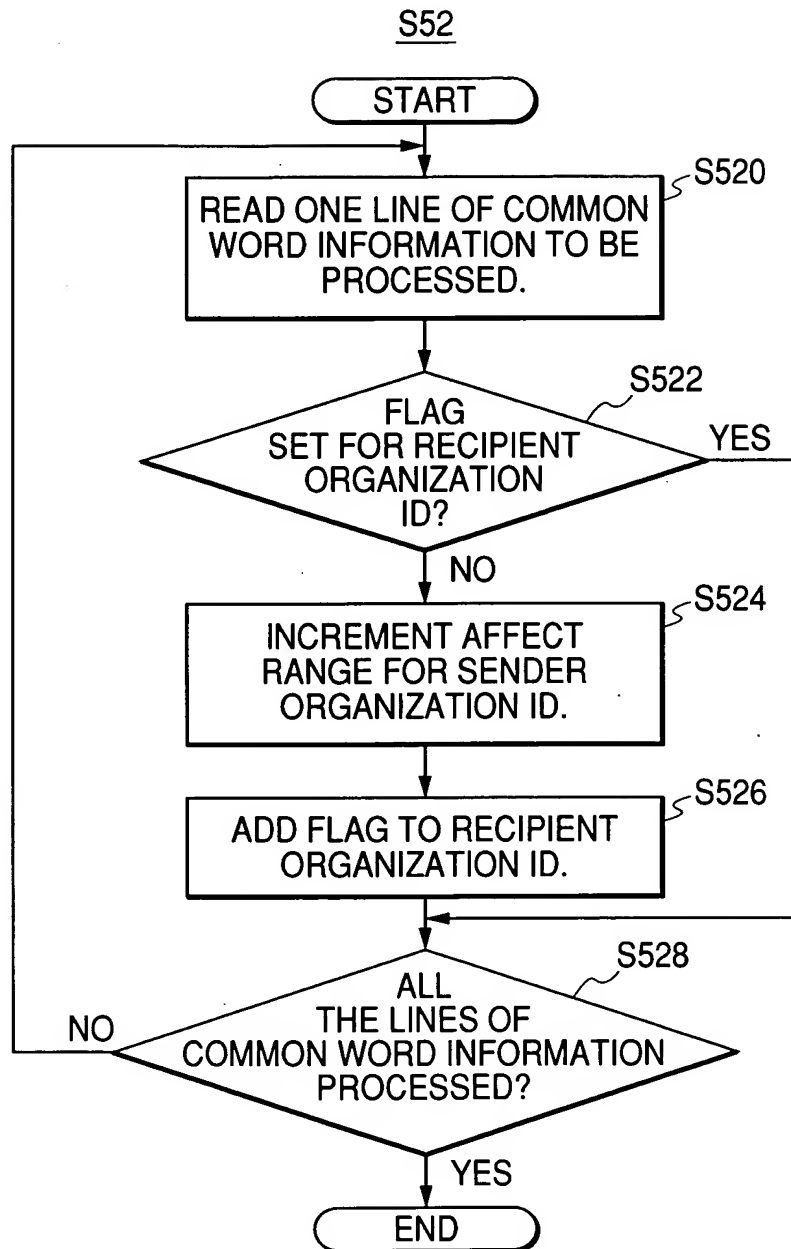 S52
START
S520
READ ONE LINE OF COMMON
WORD INFORMATION TO BE
PROCESSED.
S522
FLAG
SET FOR RECIPIENT
ORGANIZATION
ID?
YES
NO
S524
INCREMENT AFFECT
RANGE FOR SENDER
ORGANIZATION ID.
S526
ADD FLAG TO RECIPIENT
ORGANIZATION ID.
S528
ALL
THE LINES OF
COMMON WORD INFORMATION
PROCESSED?
NO
YES
END